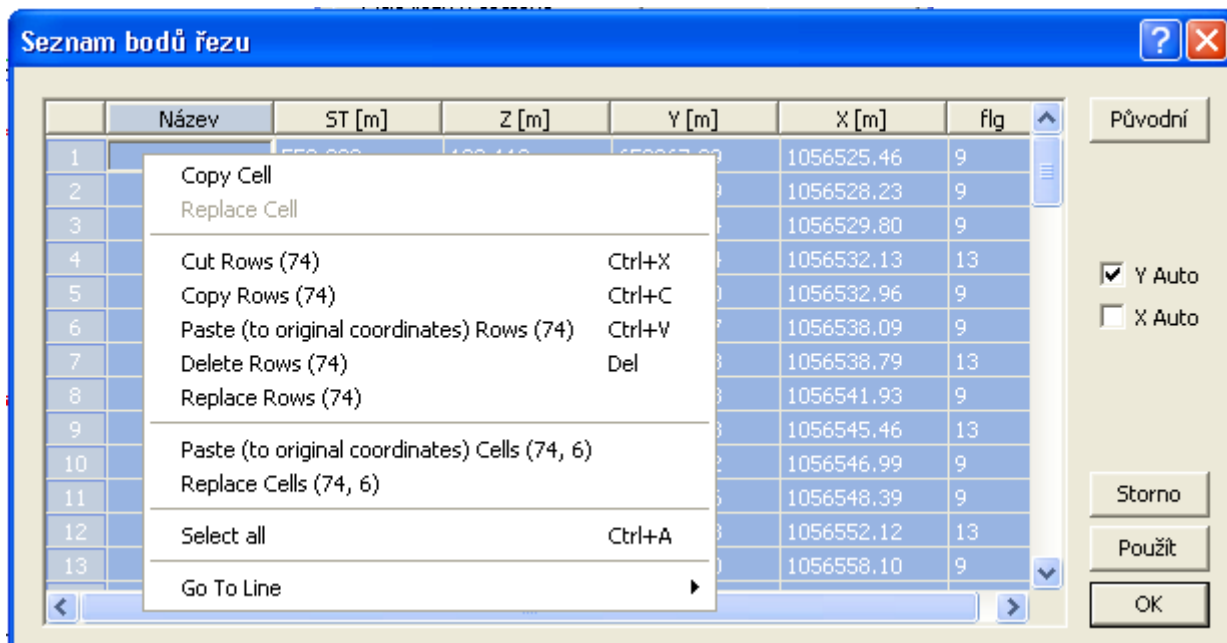 Seznam bodů řezu
Název ST [m] Z [m] Y [m] X [m] flg
Původní
1 1056525.46 9
Copy Cell
2 1056528.23 9
Replace Cell
3 1056529.80 9
Cut Rows (74) Ctrl+X
4 1056532.13 13
Y Auto
Copy Rows (74) Ctrl+C
5 1056532.96 9
X Auto
Paste (to original coordinates) Rows (74) Ctrl+V
6 1056538.09 9
Delete Rows (74) Del
7 1056538.79 13
Replace Rows (74)
8 1056541.93 9
9 1056545.46 13
Paste (to original coordinates) Cells (74, 6)
10 1056546.99 9
Replace Cells (74, 6)
11 1056548.39 9
Storno
Select all Ctrl+A
12 1056552.12 13
Použít
13 1056558.10 9
Go To Line
OK